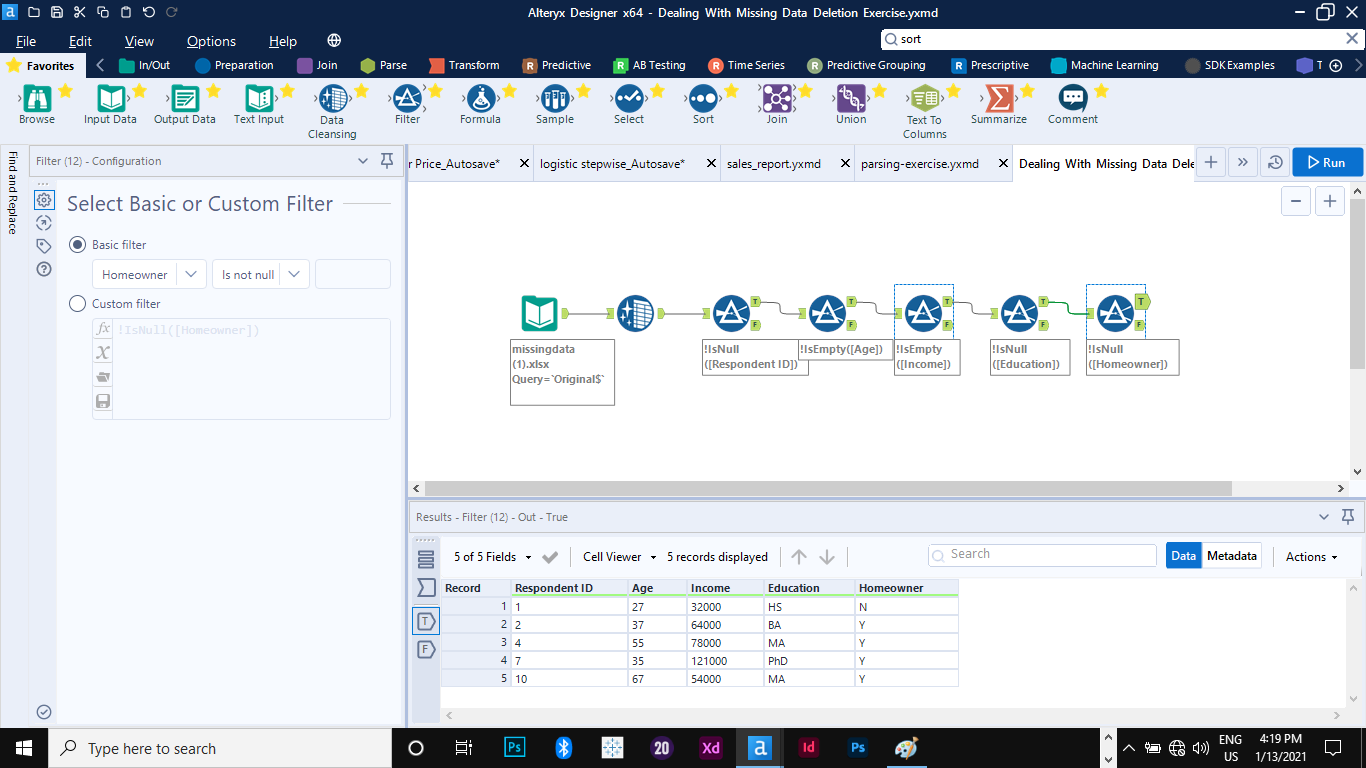 Alteryx Designer x64 - Dealing With Missing Data Deletion Exercise.yxmd
File Edit View Options Help
sort
Favorites In/Out Preparation Join Parse Transform Predictive AB Testing Time Series Predictive Grouping Prescriptive Machine Learning SDK Examples T
Browse Input Data Output Data Text Input Data Cleansing Filter Formula Sample Select Sort Join Union Text To Columns Summarize Comment
Find and Replace
Filter (12) - Configuration
r Price_Autosave* logistic stepwise_Autosave* sales_report.yxmd parsing-exercise.yxmd Dealing With Missing Data Dele
Run
Select Basic or Custom Filter
Basic filter
Homeowner Is not null
Custom filter
!IsNull([Homeowner])
missingdata
(1).xlsx
Query=`Original$`
!IsNull
([Respondent ID])
!IsEmpty([Age])
!IsEmpty
([Income])
!IsNull
([Education])
!IsNull
([Homeowner])
T F T F T F T F T F
Results - Filter (12) - Out - True
5 of 5 Fields Cell Viewer 5 records displayed Search Data Metadata Actions
T
F
Record Respondent ID Age Income Education Homeowner
1 1 27 32000 HS N
2 2 37 64000 BA Y
3 4 55 78000 MA Y
4 7 35 121000 PhD Y
5 10 67 54000 MA Y
Type here to search
Ps 20 Xd a Id Ps
ENG
US
4:19 PM
1/13/2021